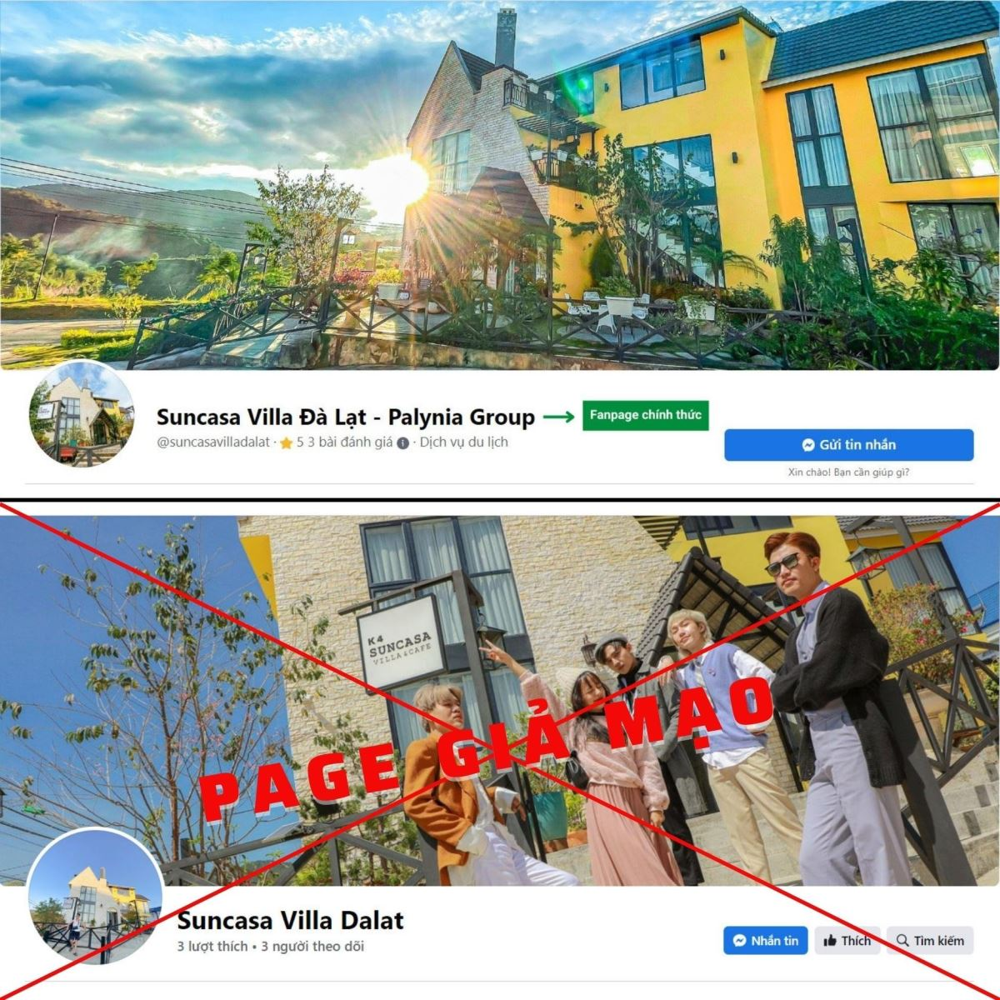 Suncasa Villa Đà Lạt - Palynia Group
Fanpage chính thức
@suncasavilladalat · 5 3 bài đánh giá · Dịch vụ du lịch
Gửi tin nhắn
Xin chào! Bạn cần giúp gì?
K4
SUNCASA
VILLA & CAFE
PAGE GIẢ MẠO
Suncasa Villa Dalat
3 lượt thích • 3 người theo dõi
Nhắn tin
Thích
Tìm kiếm